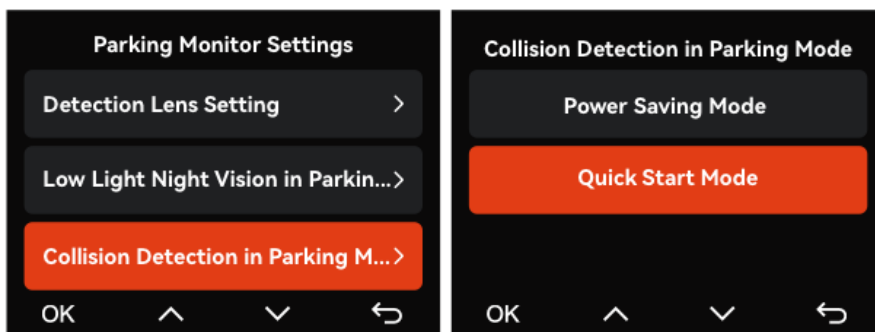 Parking Monitor Settings
Detection Lens Setting
Low Light Night Vision in Parkin...
Collision Detection in Parking M...
OK
Collision Detection in Parking Mode
Power Saving Mode
Quick Start Mode
OK